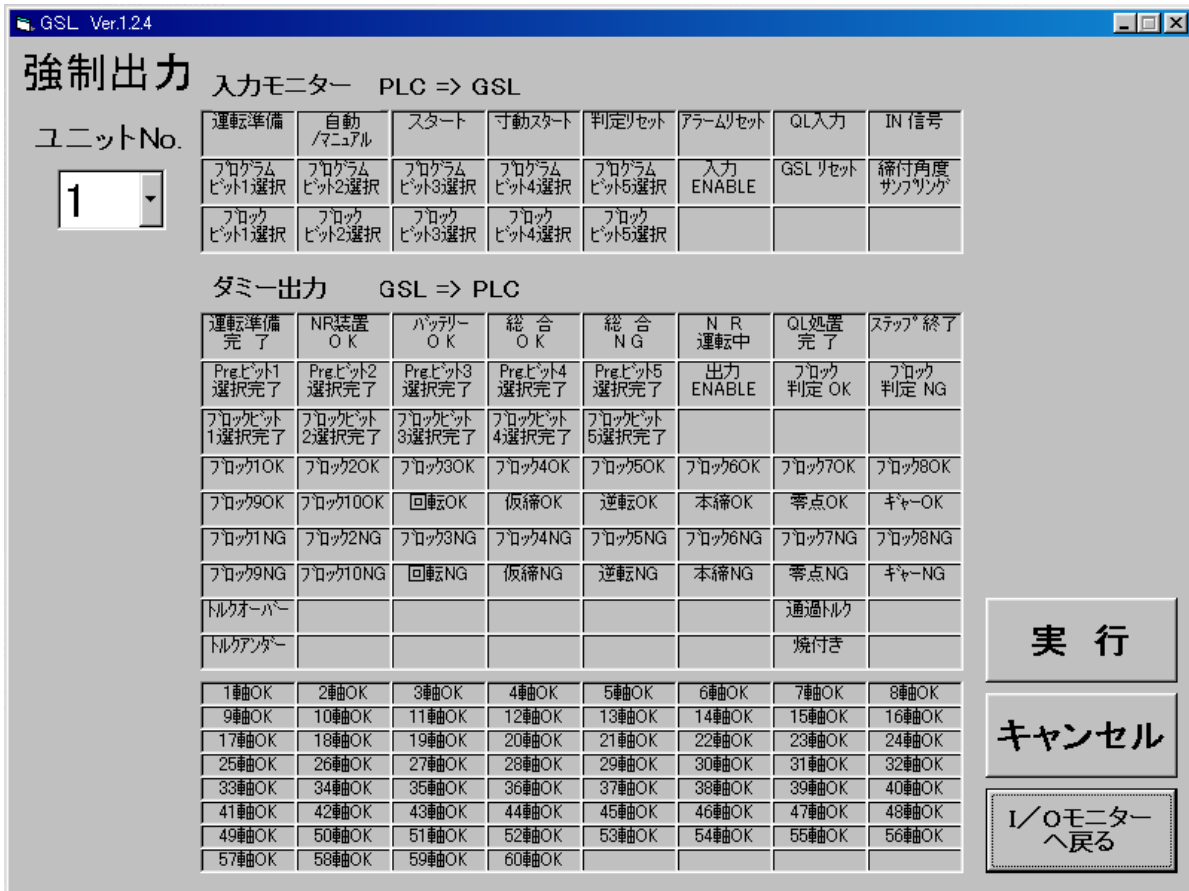 GSL Ver.1.2.4
強制出力
入力モニター PLC => GSL
ユニットNo.
1
運転準備 自動 スタート 寸動スタート 判定リセット アラームリセット QL入力 IN 信号
/マニュアル
プログラム プログラム プログラム プログラム プログラム 入力 GSL リセット 締付角度
ビット1選択 ビット2選択 ビット3選択 ビット4選択 ビット5選択 ENABLE サンプリング
ブロック ブロック ブロック ブロック ブロック
ビット1選択 ビット2選択 ビット3選択 ビット4選択 ビット5選択
ダミー出力 GSL => PLC
運転準備 NR装置 バッテリー 総 合 総 合 N R QL処置 ステップ終了
完 了 O K O K O K N G 運転中 完 了
Prg.ビット1 Prg.ビット2 Prg.ビット3 Prg.ビット4 Prg.ビット5 出力 ブロック ブロック
選択完了 選択完了 選択完了 選択完了 選択完了 ENABLE 判定 OK 判定 NG
ブロックビット ブロックビット ブロックビット ブロックビット ブロックビット
1選択完了 2選択完了 3選択完了 4選択完了 5選択完了
ブロック1OK ブロック2OK ブロック3OK ブロック4OK ブロック5OK ブロック6OK ブロック7OK ブロック8OK
ブロック9OK ブロック10OK 回転OK 仮締OK 逆転OK 本締OK 零点OK ギャーOK
ブロック1NG ブロック2NG ブロック3NG ブロック4NG ブロック5NG ブロック6NG ブロック7NG ブロック8NG
ブロック9NG ブロック10NG 回転NG 仮締NG 逆転NG 本締NG 零点NG ギャーNG
トルクオーバー 通過トルク
トルクアンダー 焼付き
1軸OK 2軸OK 3軸OK 4軸OK 5軸OK 6軸OK 7軸OK 8軸OK
9軸OK 10軸OK 11軸OK 12軸OK 13軸OK 14軸OK 15軸OK 16軸OK
17軸OK 18軸OK 19軸OK 20軸OK 21軸OK 22軸OK 23軸OK 24軸OK
25軸OK 26軸OK 27軸OK 28軸OK 29軸OK 30軸OK 31軸OK 32軸OK
33軸OK 34軸OK 35軸OK 36軸OK 37軸OK 38軸OK 39軸OK 40軸OK
41軸OK 42軸OK 43軸OK 44軸OK 45軸OK 46軸OK 47軸OK 48軸OK
49軸OK 50軸OK 51軸OK 52軸OK 53軸OK 54軸OK 55軸OK 56軸OK
57軸OK 58軸OK 59軸OK 60軸OK
実 行
キャンセル
I/Oモニター
へ戻る